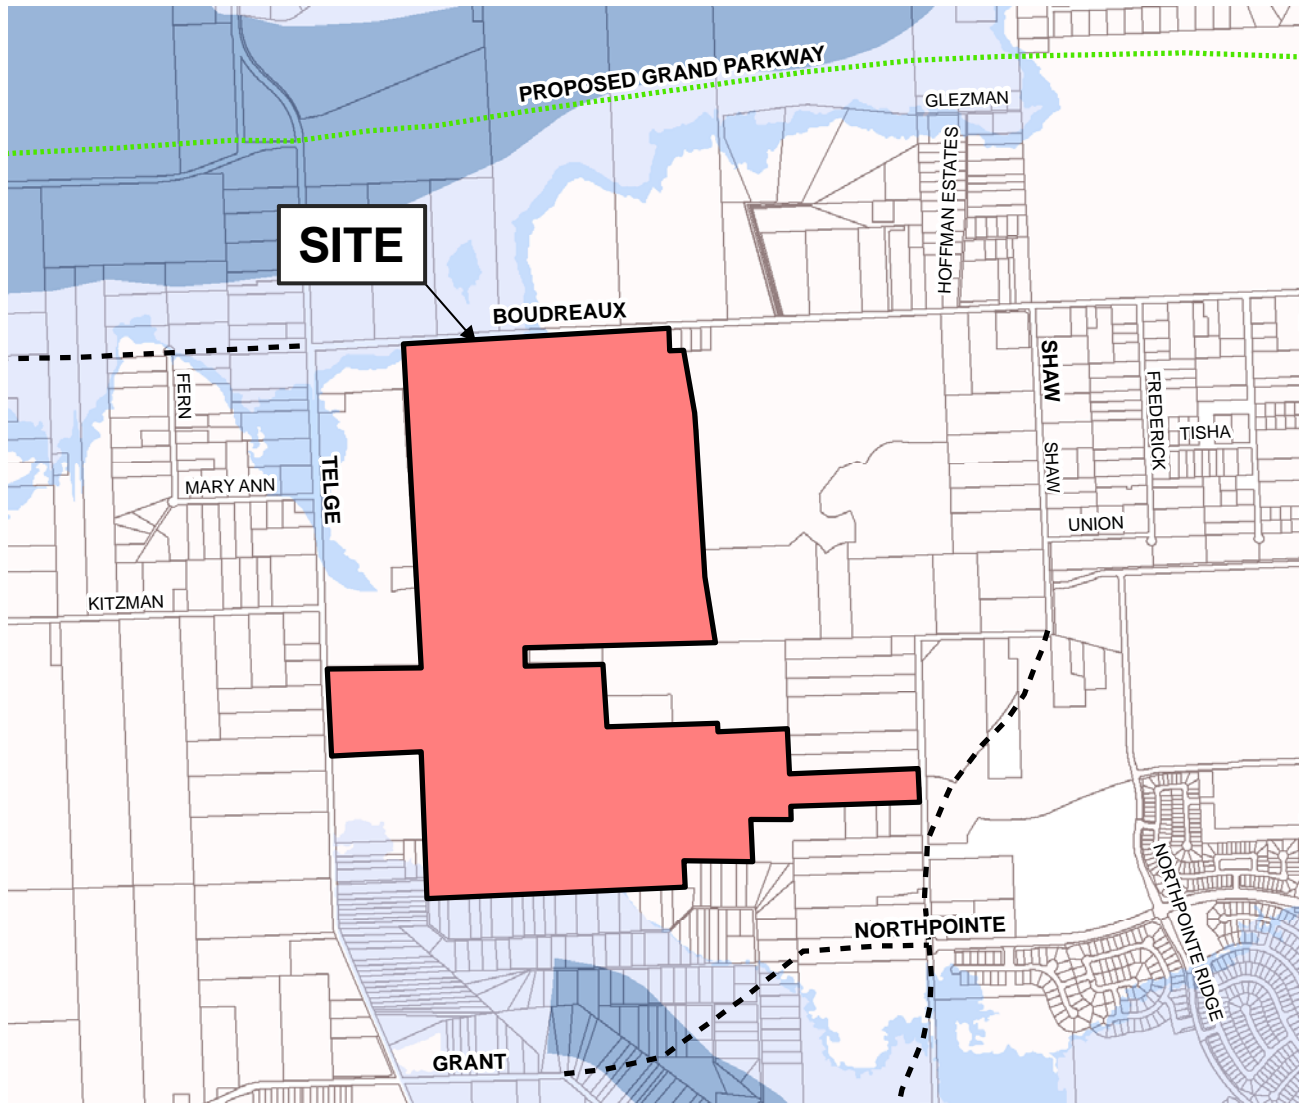 PROPOSED GRAND PARKWAY
GLEZMAN
HOFFMAN ESTATES
SITE
BOUDREAUX
SHAW
FERN
FREDERICK
TISHA
SHAW
TELGE
MARY ANN
UNION
KITZMAN
NORTHPOINTE
NORTHPOINTE RIDGE
GRANT